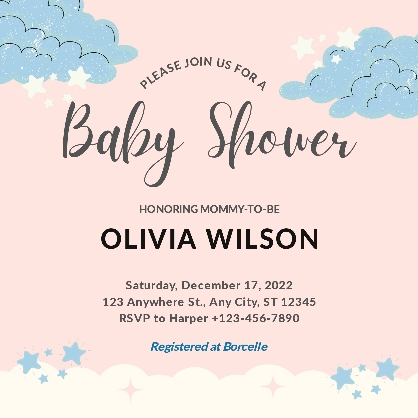 PLEASE JOIN US FOR A
Baby Shower
HONORING MOMMY-TO-BE
OLIVIA WILSON
Saturday, December 17, 2022
123 Anywhere St., Any City, ST 12345
RSVP to Harper +123-456-7890
Registered at Borcelle